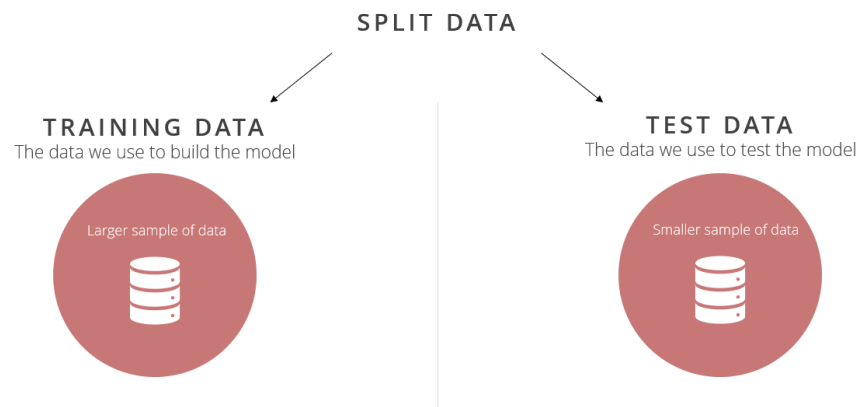 SPLIT DATA
TRAINING DATA
The data we use to build the model
Larger sample of data
TEST DATA
The data we use to test the model
Smaller sample of data